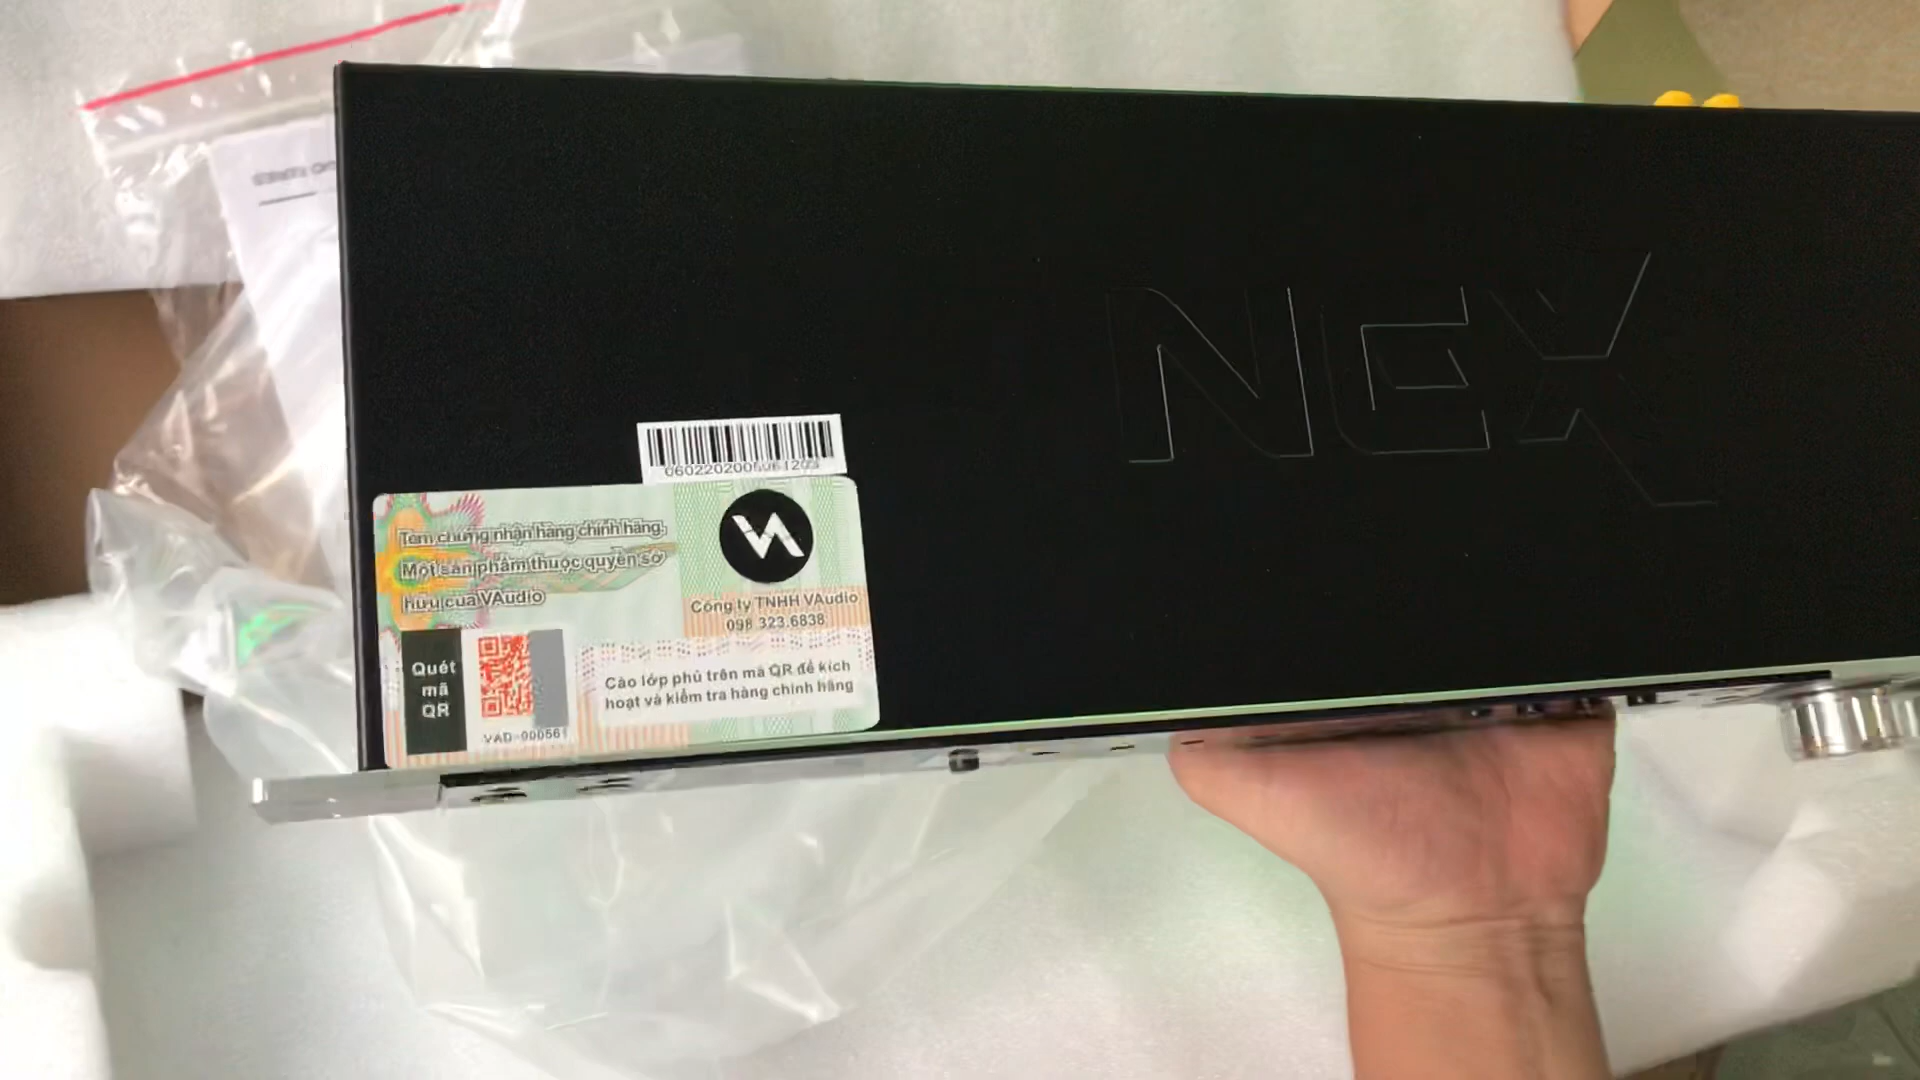 NEX
Tem chứng nhận hàng chính hãng.
Một sản phẩm thuộc quyền sở
hữu của VAudio
Công ty TNHH VAudio
098 323.6838
Quét
mã
QR
Cào lớp phủ trên mã QR để kích
hoạt và kiểm tra hàng chính hãng
VAD-000561